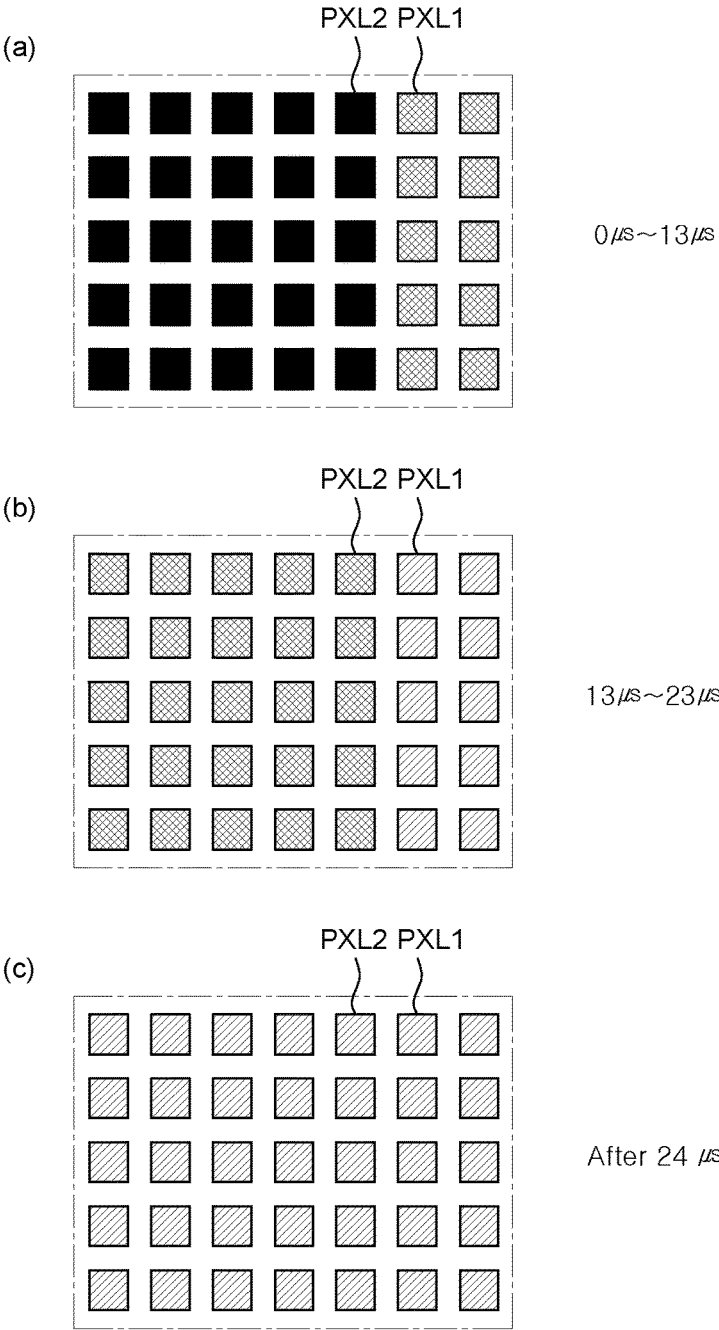 PXL2 PXL1
(a)
0㎲~13㎲
PXL2 PXL1
(b)
13㎲~23㎲
PXL2 PXL1
(c)
After 24 ㎲